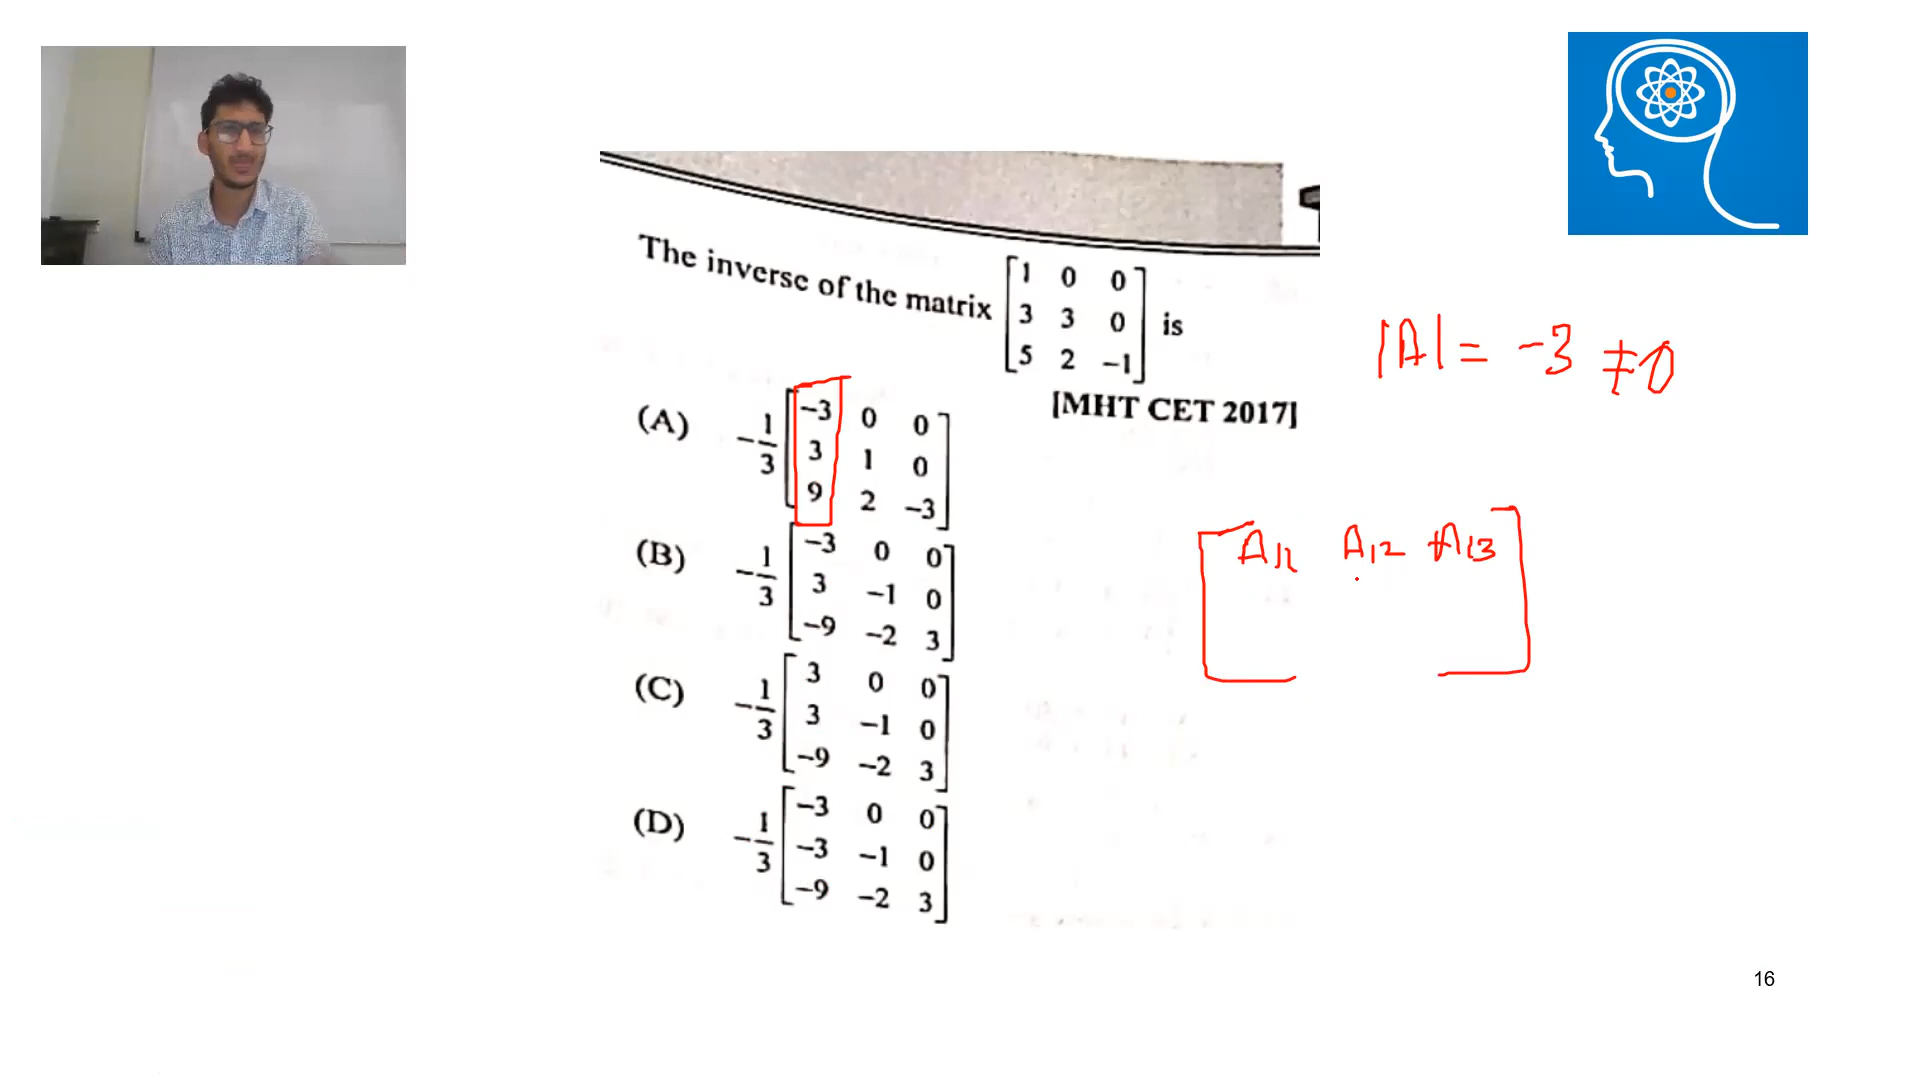 The inverse of the matrix [1 0 0
3 3 0
5 2 −1] is
[MHT CET 2017]
(A) −1/3 [−3 0 0
3 1 0
9 2 −3]
(B) −1/3 [−3 0 0
3 −1 0
−9 −2 3]
(C) −1/3 [3 0 0
3 −1 0
−9 −2 3]
(D) −1/3 [−3 0 0
−3 −1 0
−9 −2 3]
|A| = -3 ≠0
[A11 A12 A13]
16